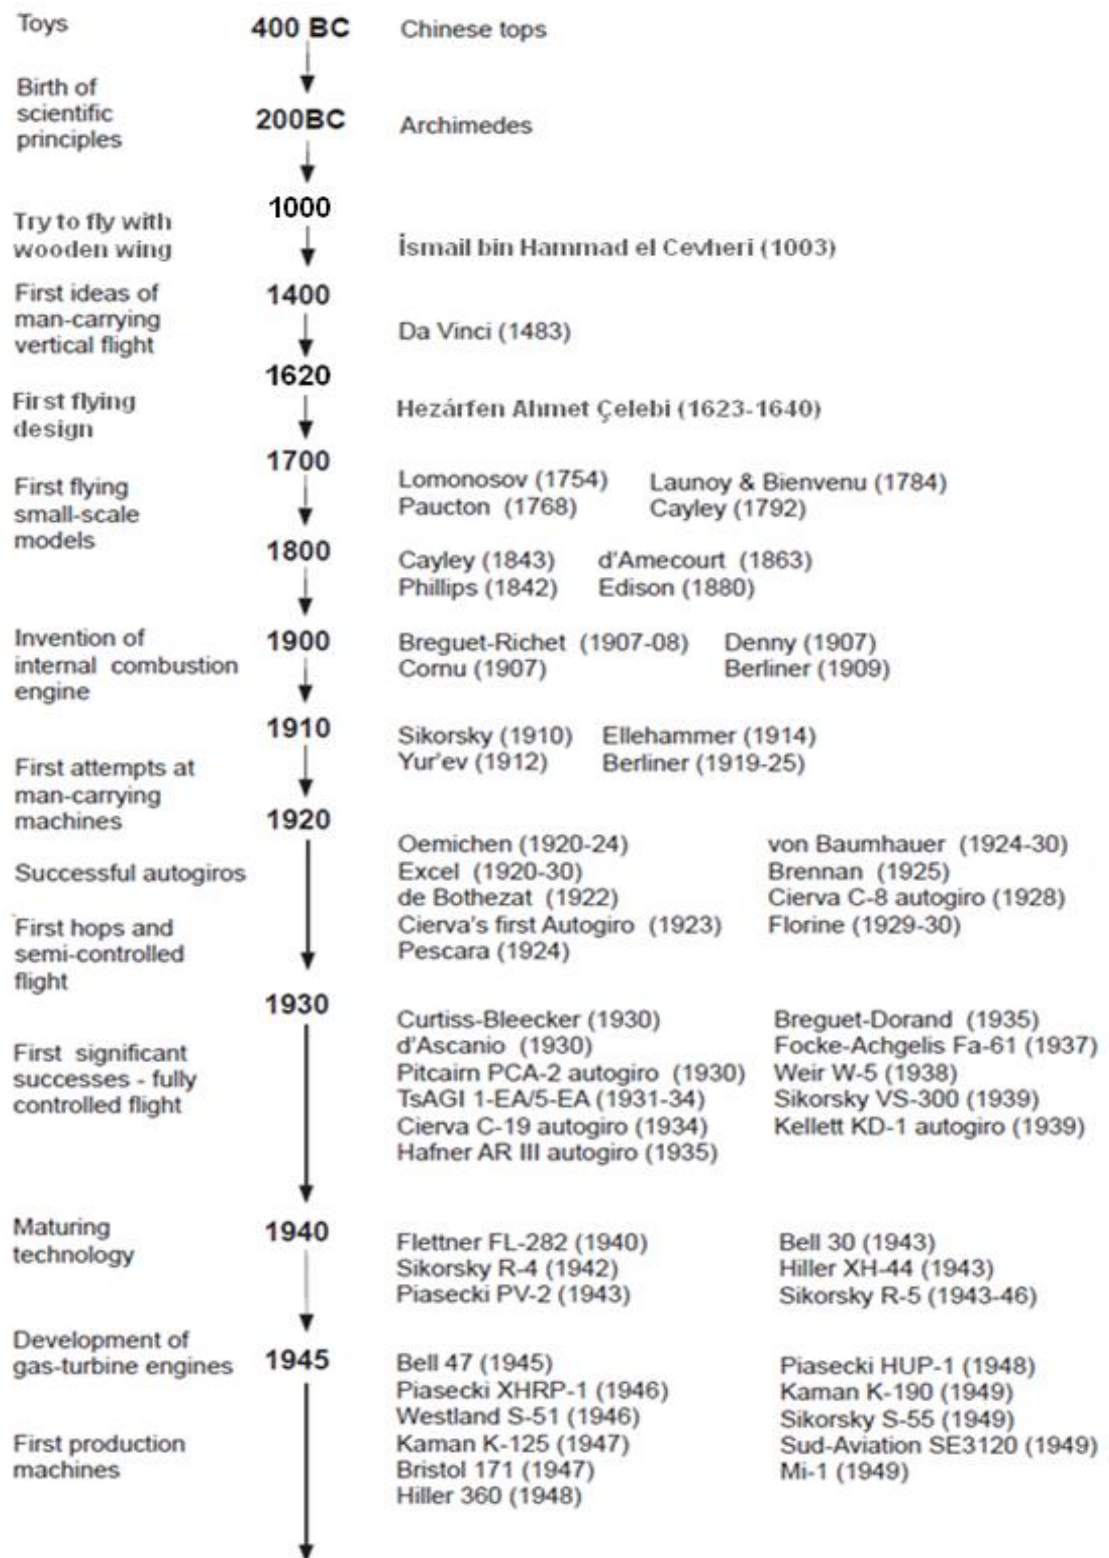 Toys 400 BC Chinese tops
Birth of
scientific
principles 200BC Archimedes
1000
Try to fly with
wooden wing İsmail bin Hammad el Cevheri (1003)
First ideas of 1400
man-carrying
vertical flight Da Vinci (1483)
1620
First flying
design Hezárfen Ahmet Çelebi (1623-1640)
1700
First flying
small-scale
models
Lomonosov (1754) Launoy & Bienvenu (1784)
Paucton (1768) Cayley (1792)
1800
Cayley (1843) d'Amecourt (1863)
Phillips (1842) Edison (1880)
Invention of
internal combustion
engine
1900
Breguet-Richet (1907-08) Denny (1907)
Cornu (1907) Berliner (1909)
1910
Sikorsky (1910) Ellehammer (1914)
Yur'ev (1912) Berliner (1919-25)
First attempts at
man-carrying
machines
1920
Oemichen (1920-24) von Baumhauer (1924-30)
Successful autogiros
Excel (1920-30) Brennan (1925)
de Bothezat (1922) Cierva C-8 autogiro (1928)
First hops and
semi-controlled
flight
Cierva's first Autogiro (1923) Florine (1929-30)
Pescara (1924)
1930
First significant
successes - fully
controlled flight
Curtiss-Bleecker (1930) Breguet-Dorand (1935)
d'Ascanio (1930) Focke-Achgelis Fa-61 (1937)
Pitcairn PCA-2 autogiro (1930) Weir W-5 (1938)
TsAGI 1-EA/5-EA (1931-34) Sikorsky VS-300 (1939)
Cierva C-19 autogiro (1934) Kellett KD-1 autogiro (1939)
Hafner AR III autogiro (1935)
Maturing
technology
1940
Flettner FL-282 (1940) Bell 30 (1943)
Sikorsky R-4 (1942) Hiller XH-44 (1943)
Piasecki PV-2 (1943) Sikorsky R-5 (1943-46)
Development of
gas-turbine engines
1945
Bell 47 (1945) Piasecki HUP-1 (1948)
Piasecki XHRP-1 (1946) Kaman K-190 (1949)
Westland S-51 (1946) Sikorsky S-55 (1949)
First production
machines
Kaman K-125 (1947) Sud-Aviation SE3120 (1949)
Bristol 171 (1947) Mi-1 (1949)
Hiller 360 (1948)